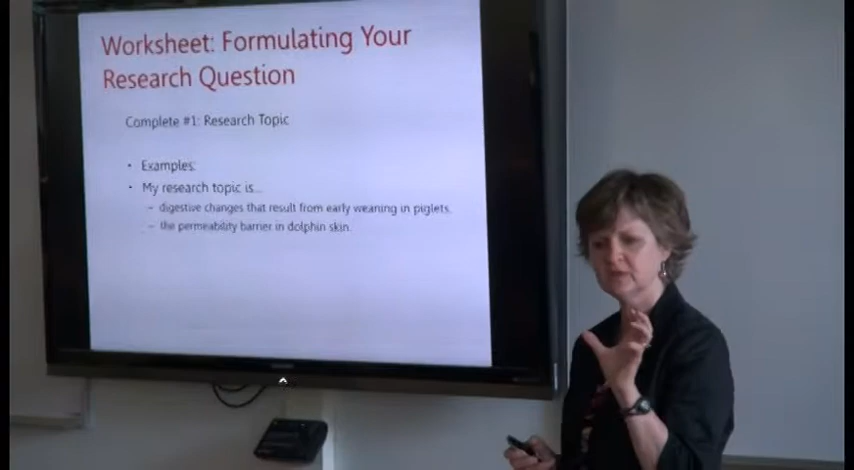 Worksheet: Formulating Your
Research Question
Complete #1: Research Topic
• Examples:
• My research topic is...
– digestive changes that result from early weaning in piglets.
– the permeability barrier in dolphin skin.